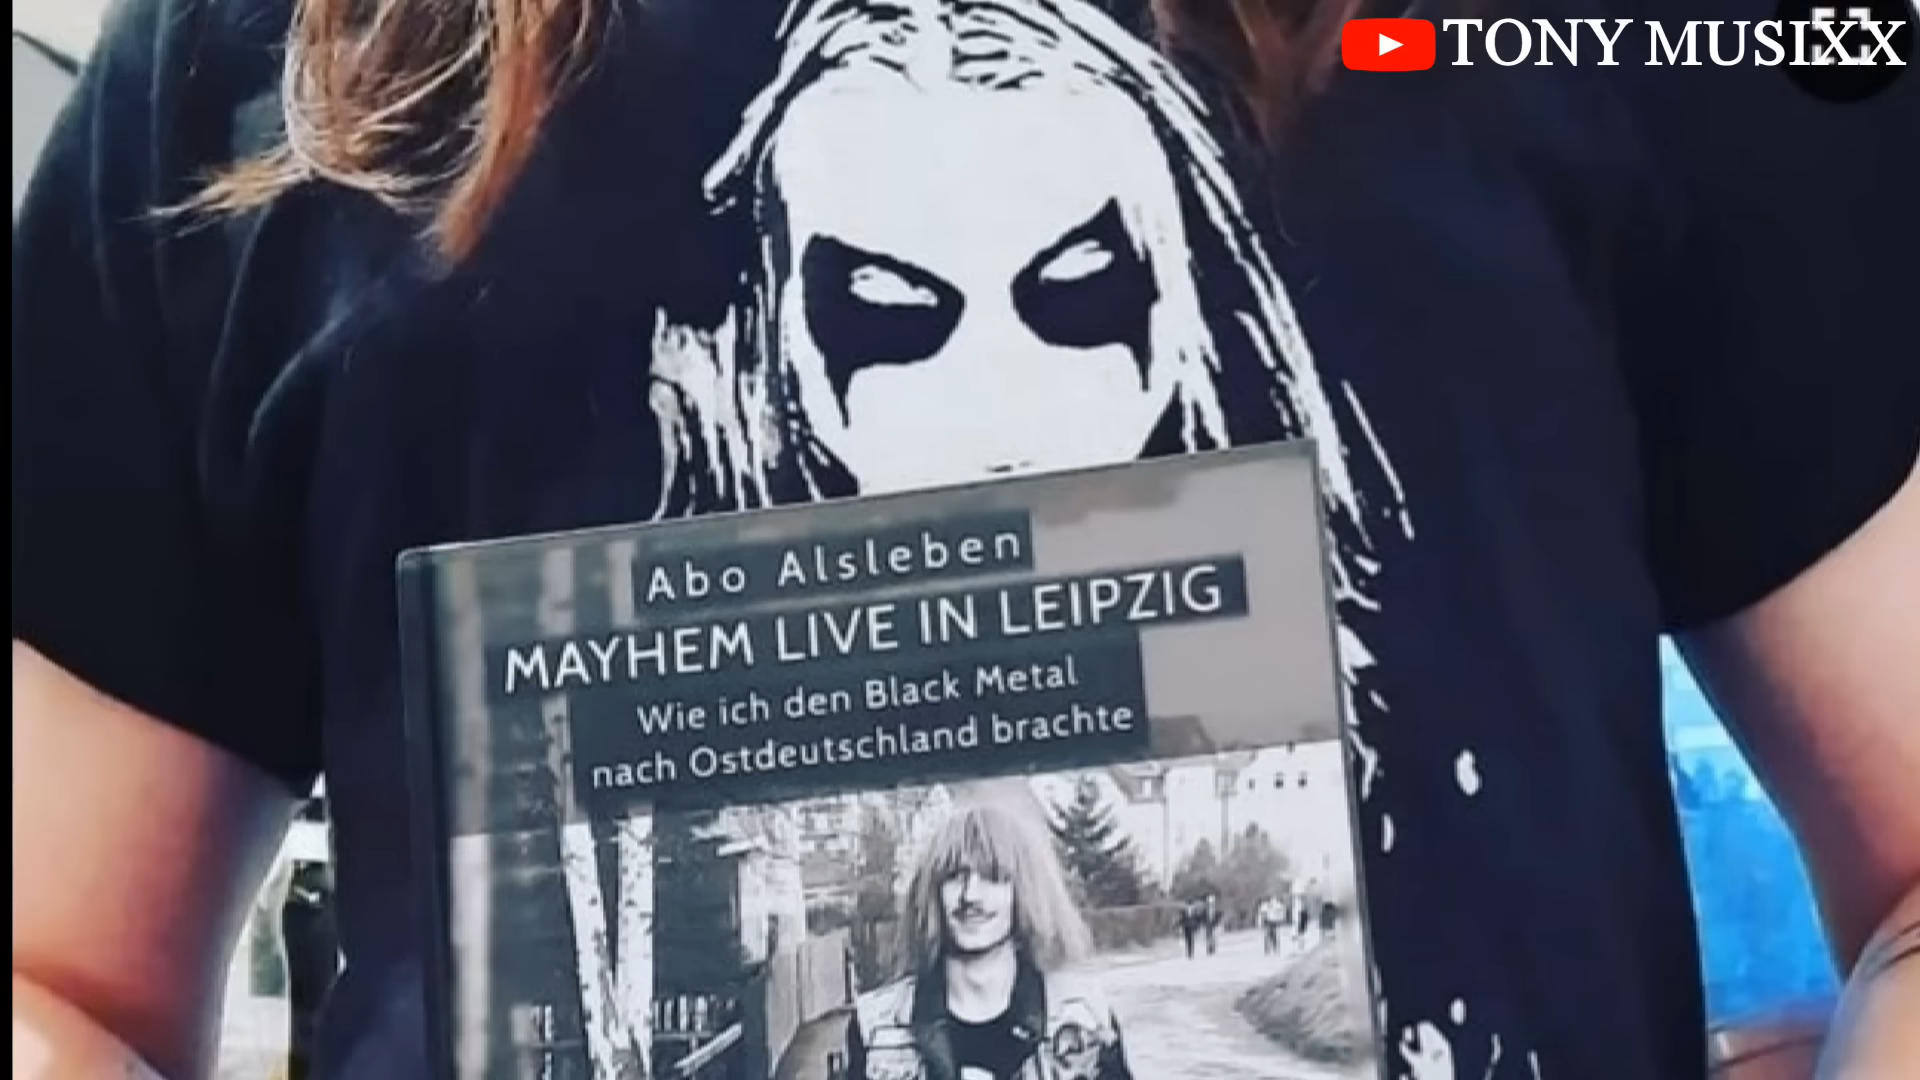 TONY MUSIXX
Abo Alsleben
MAYHEM LIVE IN LEIPZIG
Wie ich den Black Metal
nach Ostdeutschland brachte